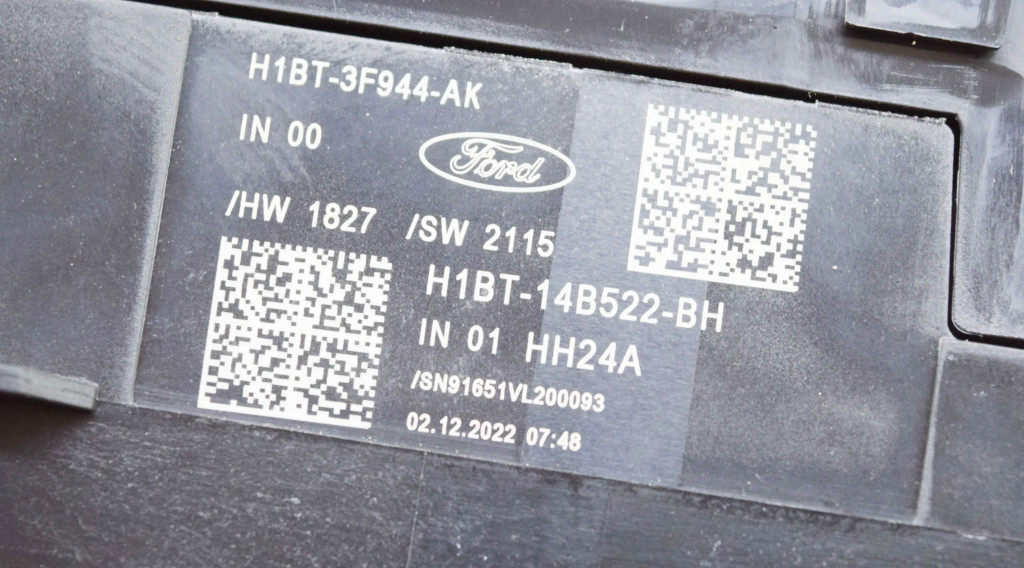 H1BT-3F944-AK
IN 00
Ford
/HW 1827 /SW 2115
H1BT-14B522-BH
IN 01 HH24A
/SN91651VL200093
02.12.2022 07:48